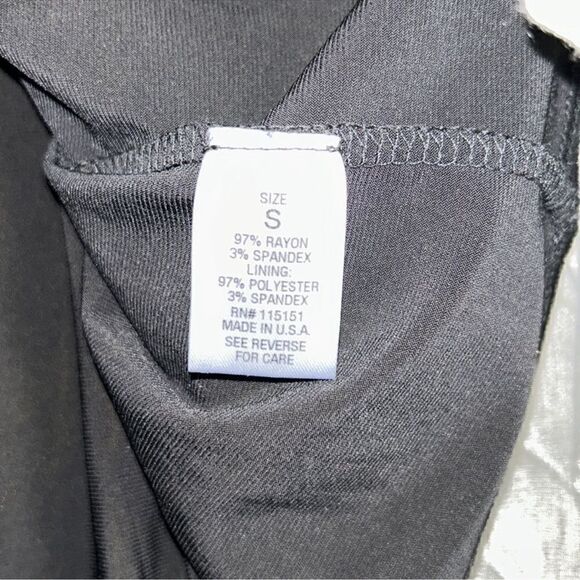 SIZE
S
97% RAYON
3% SPANDEX
LINING:
97% POLYESTER
3% SPANDEX
RN# 115151
MADE IN U.S.A.
SEE REVERSE
FOR CARE